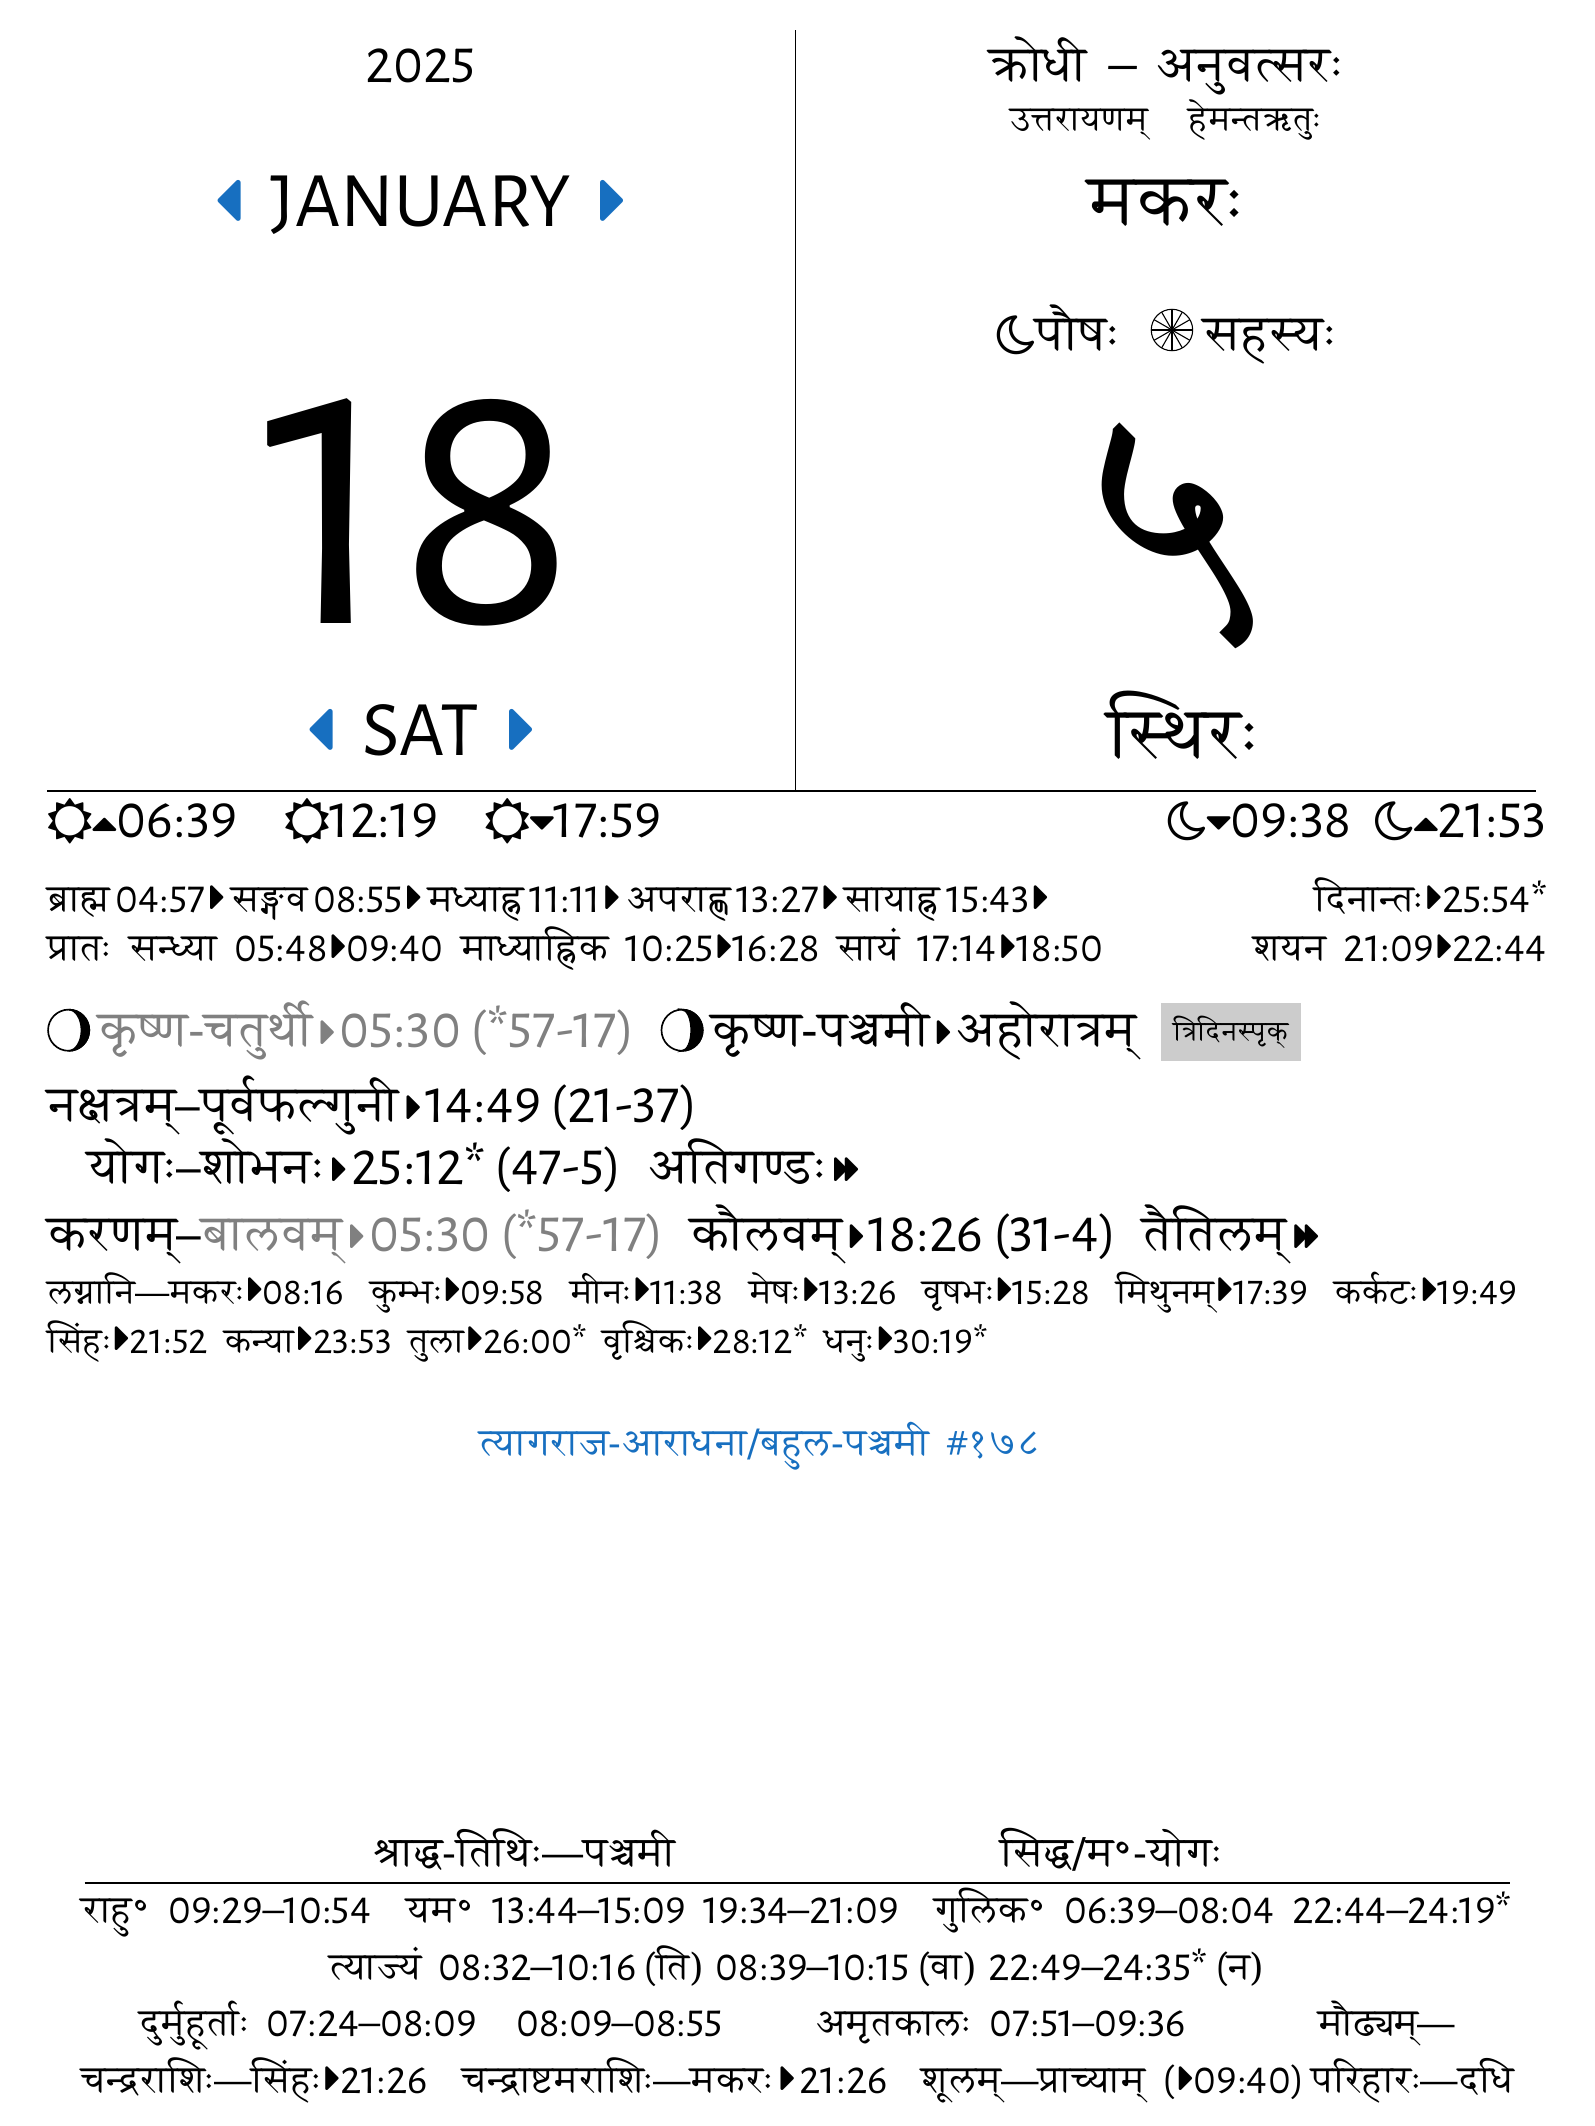 2025
JANUARY
18
SAT
क्रोधी – अनुवत्सरः
उत्तरायणम् हेमन्तऋतुः
मकरः
पौषः सहस्यः
५
स्थिरः
06:39 12:19 17:59 09:38 21:53
ब्राह्म 04:57 सङ्गव 08:55 मध्याह्न 11:11 अपराह्ण 13:27 सायाह्न 15:43 दिनान्तः 25:54*
प्रातः सन्ध्या 05:48 09:40 माध्याह्निक 10:25 16:28 सायं 17:14 18:50 शयन 21:09 22:44
कृष्ण-चतुर्थी 05:30 (*57-17) कृष्ण-पञ्चमी अहोरात्रम् त्रिदिनस्पृक्
नक्षत्रम्–पूर्वफल्गुनी 14:49 (21-37)
योगः–शोभनः 25:12* (47-5) अतिगण्डः
करणम्–बालवम् 05:30 (*57-17) कौलवम् 18:26 (31-4) तैतिलम्
लग्नानि—मकरः 08:16 कुम्भः 09:58 मीनः 11:38 मेषः 13:26 वृषभः 15:28 मिथुनम् 17:39 कर्कटः 19:49
सिंहः 21:52 कन्या 23:53 तुला 26:00* वृश्चिकः 28:12* धनुः 30:19*
त्यागराज-आराधना/बहुल-पञ्चमी #१७८
श्राद्ध-तिथिः—पञ्चमी सिद्ध/म॰-योगः
राहु॰ 09:29–10:54 यम॰ 13:44–15:09 19:34–21:09 गुलिक॰ 06:39–08:04 22:44–24:19*
त्याज्यं 08:32–10:16 (ति) 08:39–10:15 (वा) 22:49–24:35* (न)
दुर्मुहूर्ताः 07:24–08:09 08:09–08:55 अमृतकालः 07:51–09:36 मौढ्यम्—
चन्द्रराशिः—सिंहः 21:26 चन्द्राष्टमराशिः—मकरः 21:26 शूलम्—प्राच्याम् (09:40) परिहारः—दधि